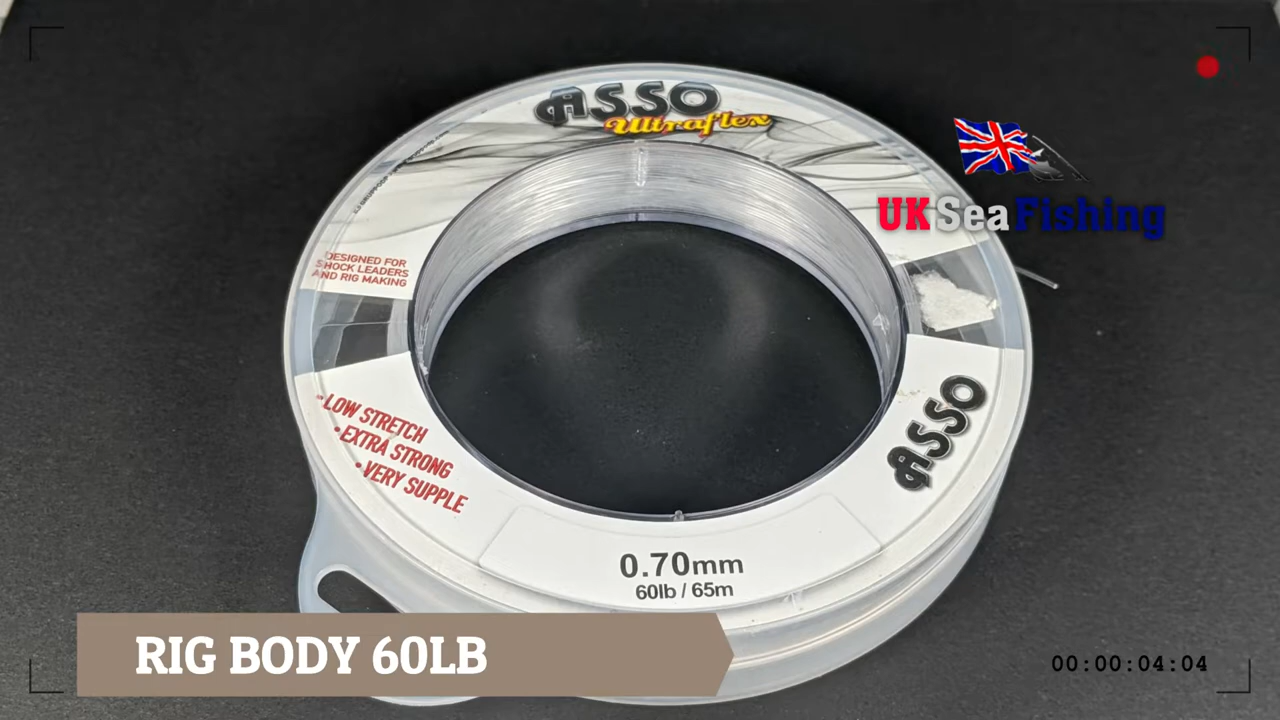 ASSO
Ultraflex
UK Sea Fishing
DESIGNED FOR
SHOCK LEADERS
AND RIG MAKING
• LOW STRETCH
• EXTRA STRONG
• VERY SUPPLE
ASSO
0.70mm
60lb / 65m
RIG BODY 60LB
00:00:04:04